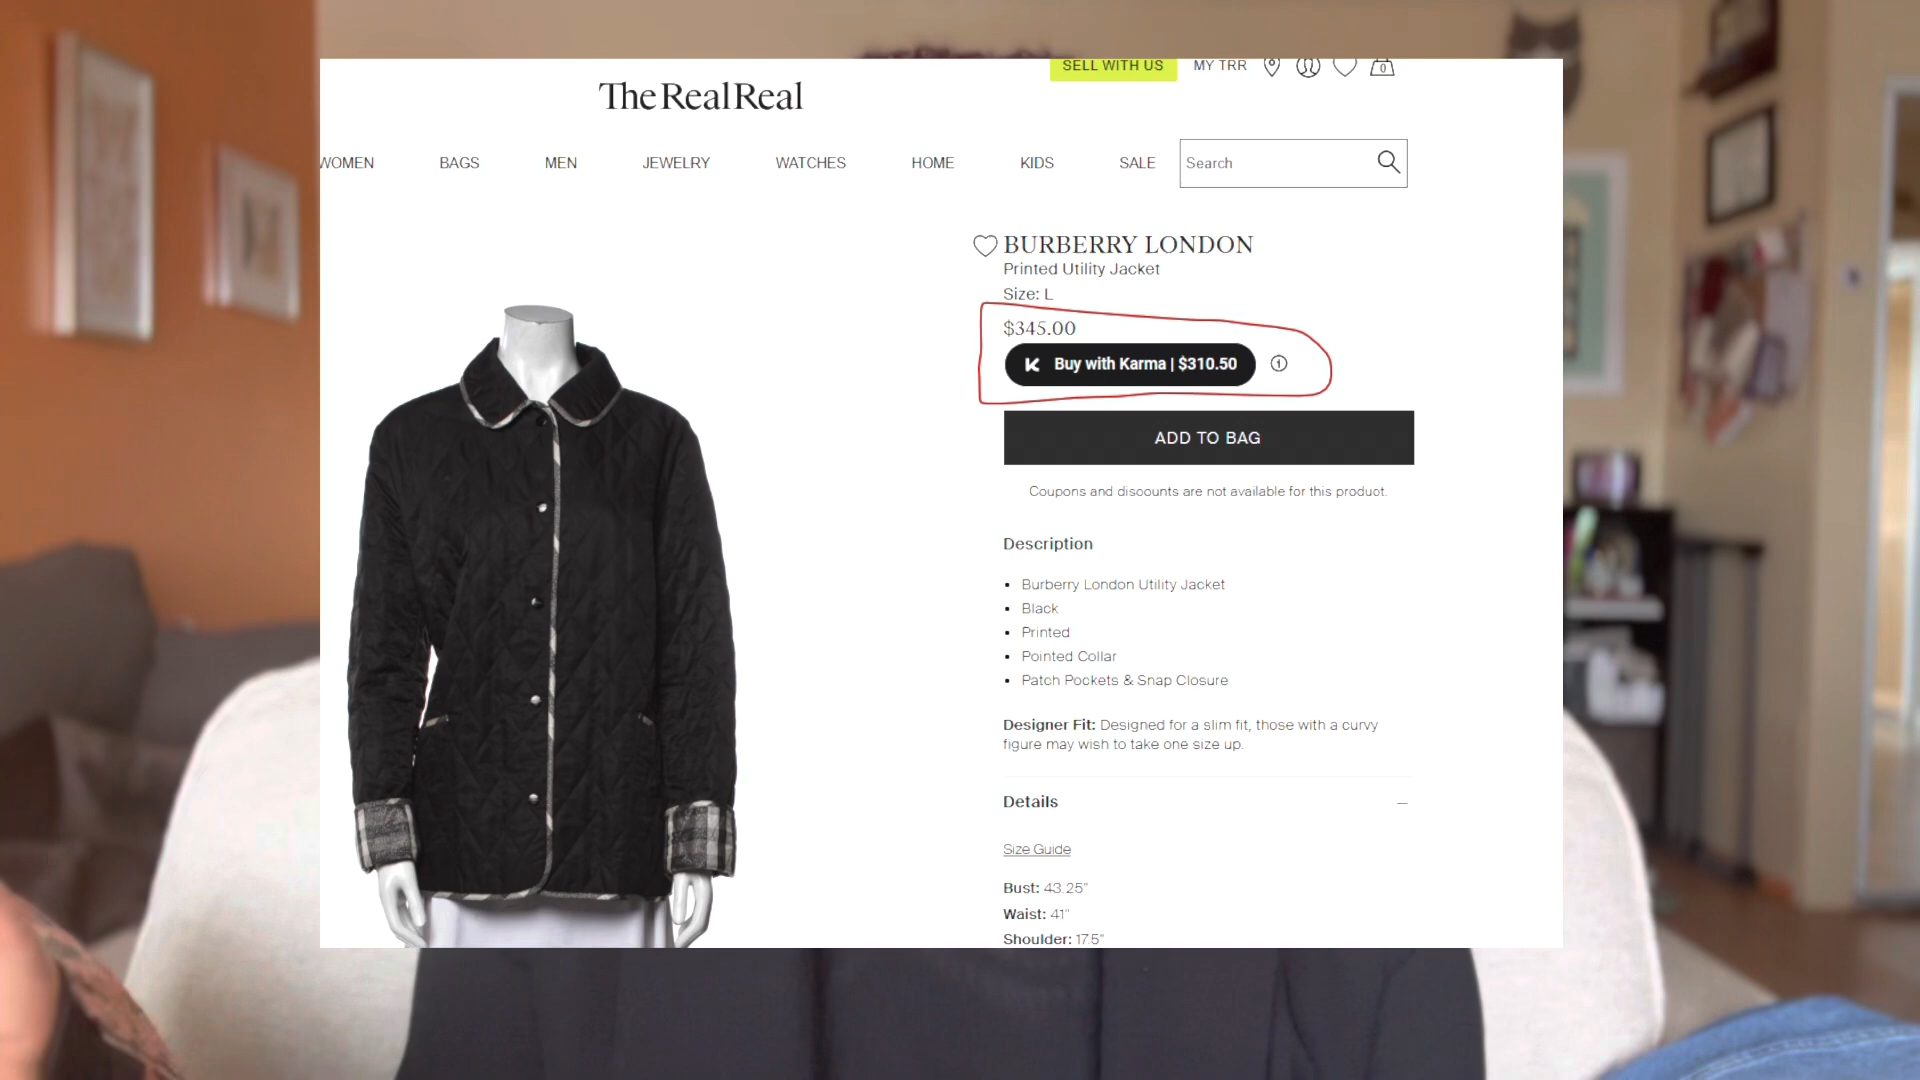 SELL WITH US
MY TRR
0
TheRealReal
WOMEN
BAGS
MEN
JEWELRY
WATCHES
HOME
KIDS
SALE
Search
BURBERRY LONDON
Printed Utility Jacket
Size: L
$345.00
K Buy with Karma | $310.50
ADD TO BAG
Coupons and discounts are not available for this product.
Description
• Burberry London Utility Jacket
• Black
• Printed
• Pointed Collar
• Patch Pockets & Snap Closure
Designer Fit: Designed for a slim fit, those with a curvy
figure may wish to take one size up.
Details
Size Guide
Bust: 43.25"
Waist: 41"
Shoulder: 17.5"